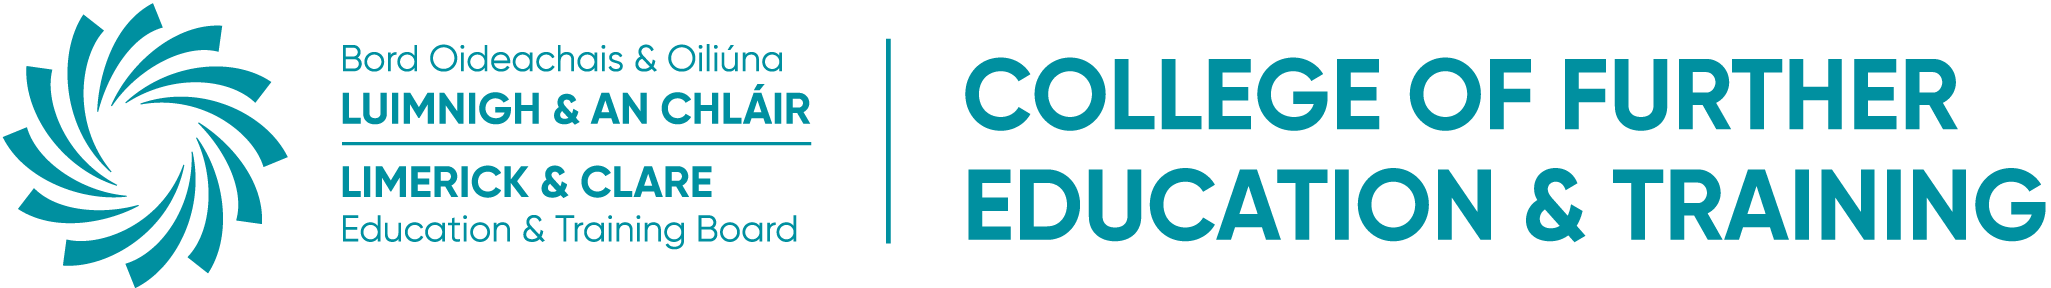 Bord Oideachais & Oiliúna
LUIMNIGH & AN CHLÁIR
LIMERICK & CLARE
Education & Training Board
COLLEGE OF FURTHER
EDUCATION & TRAINING